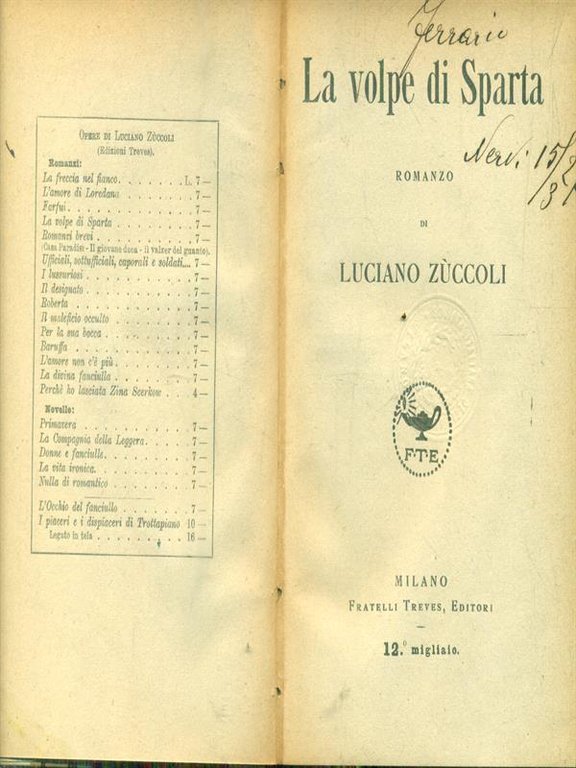 OPERE DI LUCIANO ZÙCCOLI
(Edizioni Treves).
Romanzi:
La freccia nel fianco. . . . . . . . L. 7 —
L'amore di Loredana . . . . . . . . 7 —
Farfui. . . . . . . . . . . . . . . 7 —
La volpe di Sparta . . . . . . . . . 7 —
Romanzi brevi . . . . . . . . . . . 7 —
(Casa Paradiso - Il giovane duca - Il valzer del guanto).
Ufficiali, sottufficiali, caporali e soldati.... 7 —
I lussuriosi . . . . . . . . . . . . 7 —
Il designato . . . . . . . . . . . . 7 —
Roberta . . . . . . . . . . . . . . 7 —
Il maleficio occulto . . . . . . . . 7 —
Per la sua bocca . . . . . . . . . . 7 —
Baruffa . . . . . . . . . . . . . . 7 —
L'amore non c'è più . . . . . . . . 7 —
La divina fanciulla . . . . . . . . 7 —
Perchè ho lasciata Zina Scerkow . . . 4 —
Novelle:
Primavera . . . . . . . . . . . . . 7 —
La Compagnia della Leggera. . . . . . 7 —
Donne e fanciulle. . . . . . . . . . 7 —
La vita ironica. . . . . . . . . . . 7 —
Nulla di romantico . . . . . . . . . 7 —
L'Occhio del fanciullo . . . . . . . 7 —
I piaceri e i dispiaceri di Trottapiano 10 —
Legato in tela . . . . . . . . . . . 16 —
Ferrario
La volpe di Sparta
Nervi 15/
ROMANZO
DI
LUCIANO ZÙCCOLI
F·T·E
MILANO
FRATELLI TREVES, EDITORI
12.° migliaio.